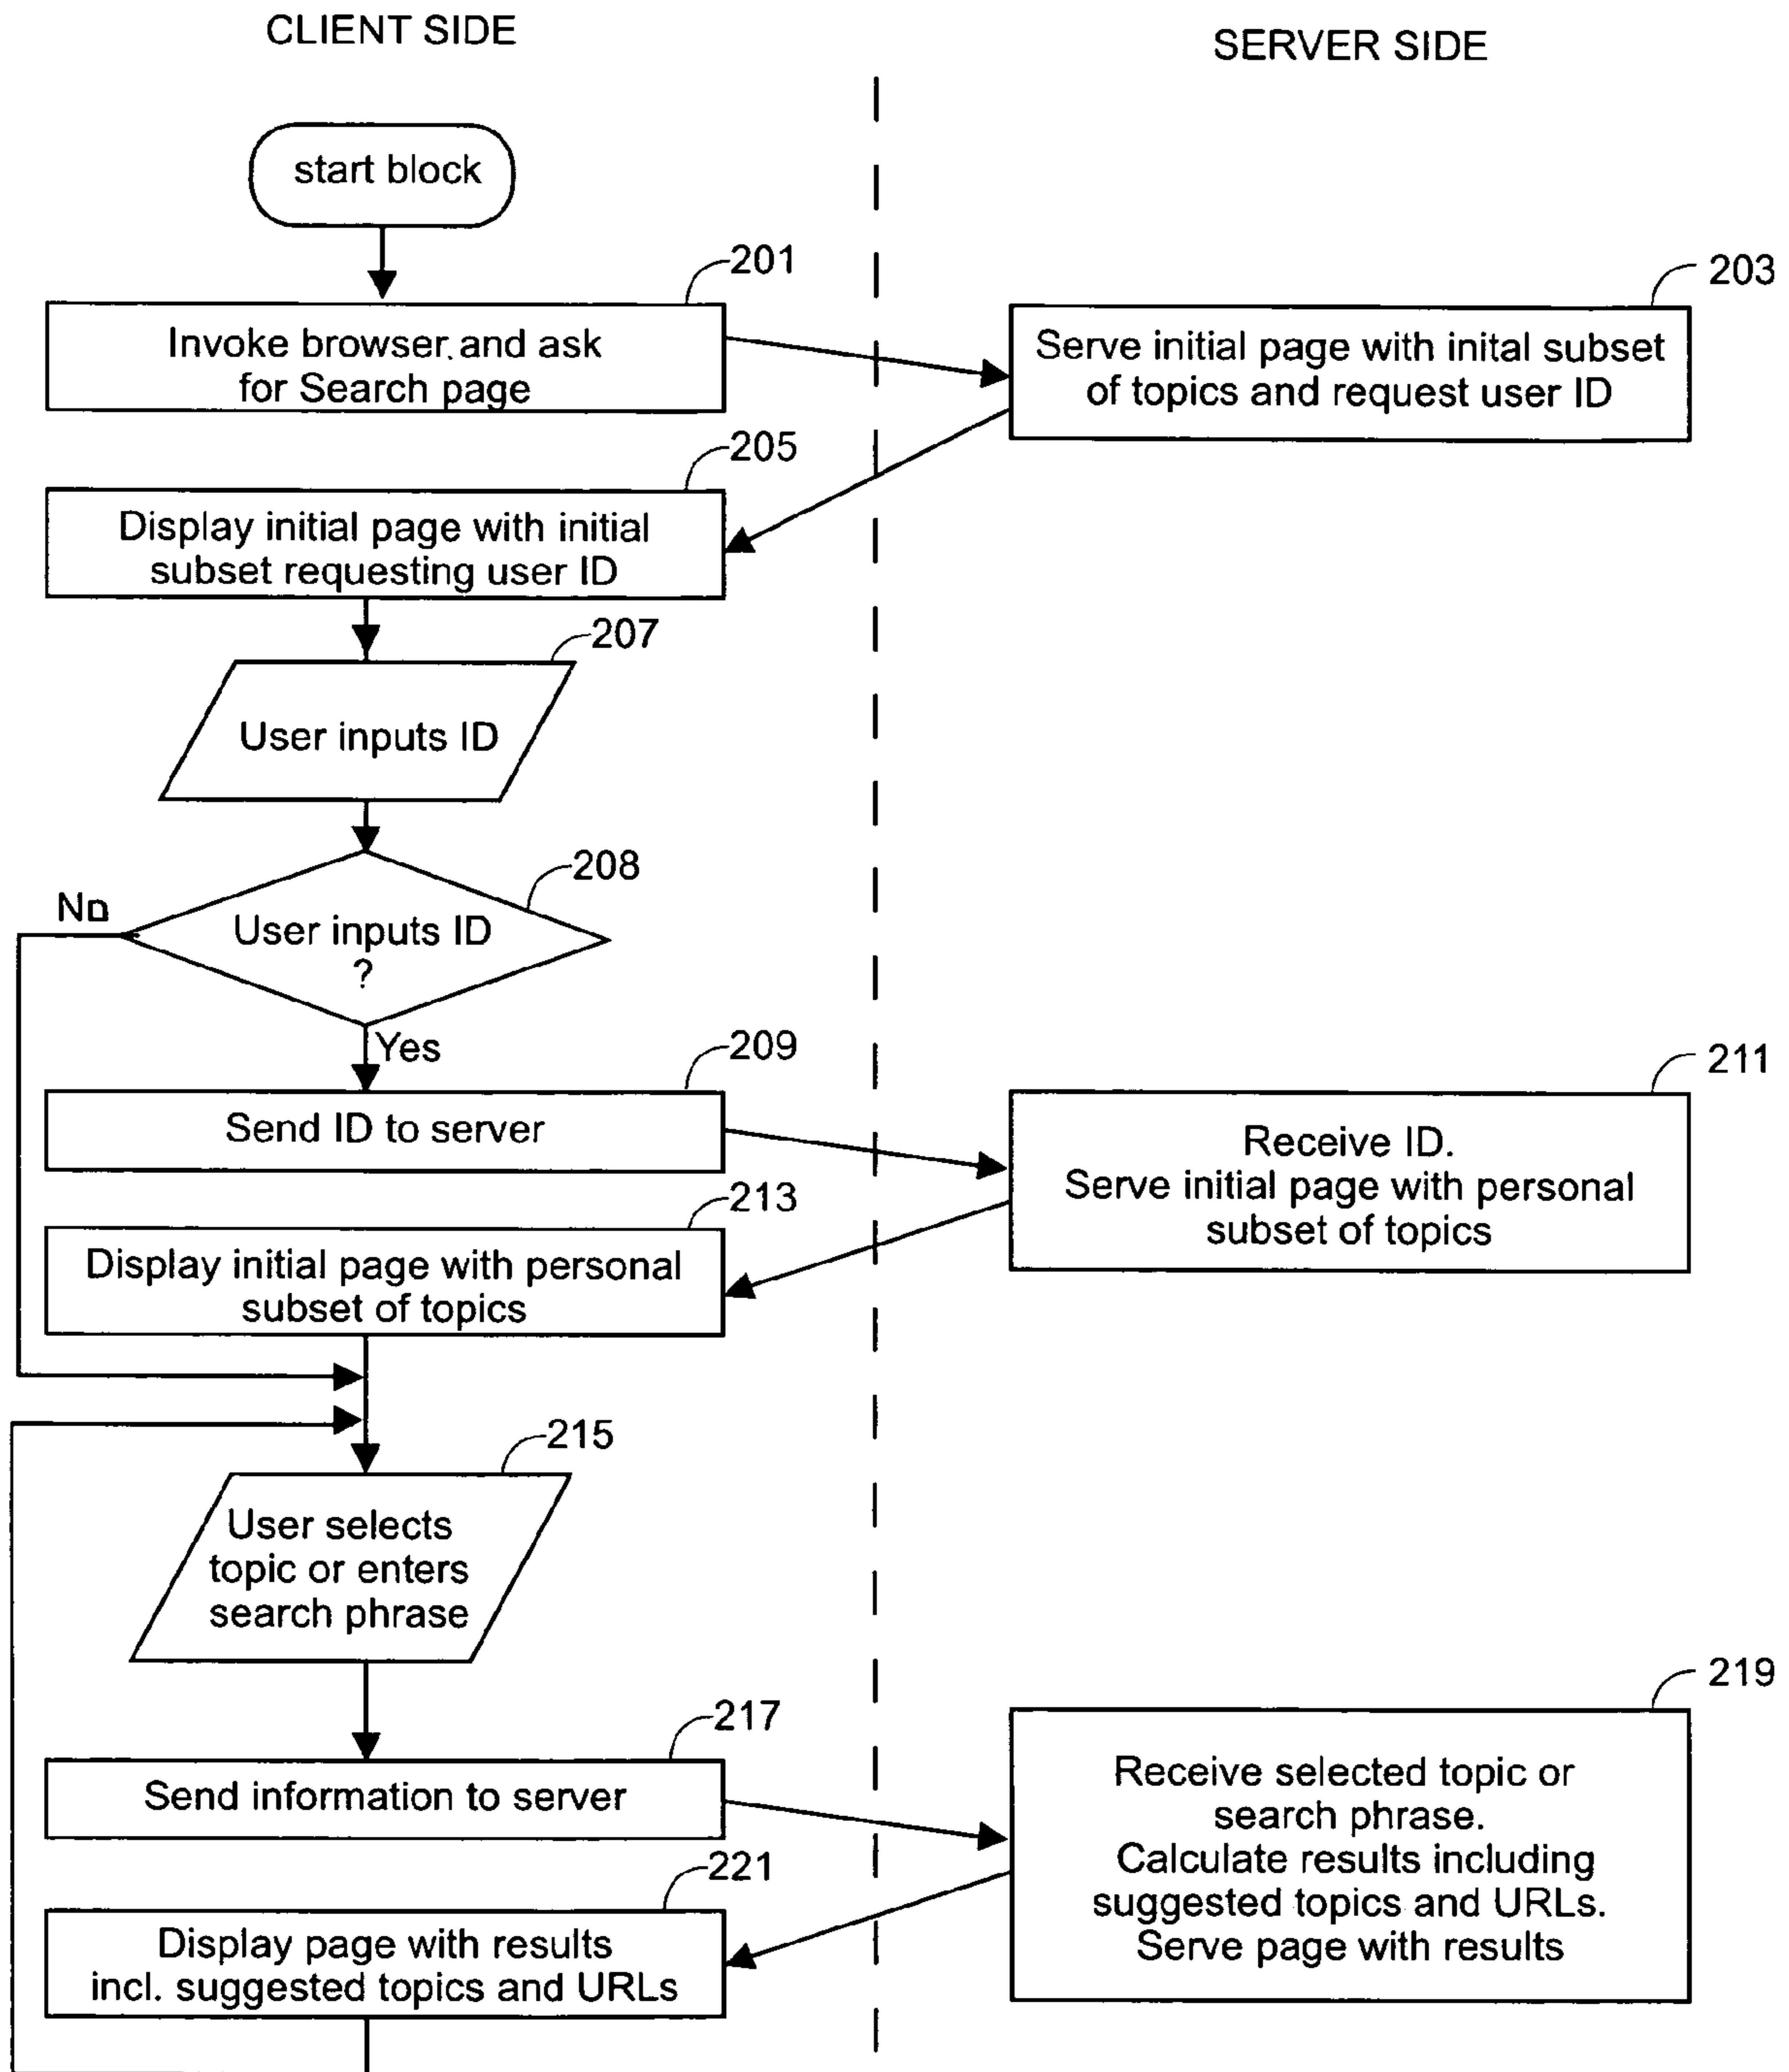 CLIENT SIDE
SERVER SIDE
start block
201
Invoke browser and ask
for Search page
203
Serve initial page with inital subset
of topics and request user ID
205
Display initial page with initial
subset requesting user ID
207
User inputs ID
208
No
User inputs ID
?
Yes
209
Send ID to server
211
Receive ID.
Serve initial page with personal
subset of topics
213
Display initial page with personal
subset of topics
215
User selects
topic or enters
search phrase
217
Send information to server
219
Receive selected topic or
search phrase.
Calculate results including
suggested topics and URLs.
Serve page with results
221
Display page with results
incl. suggested topics and URLs